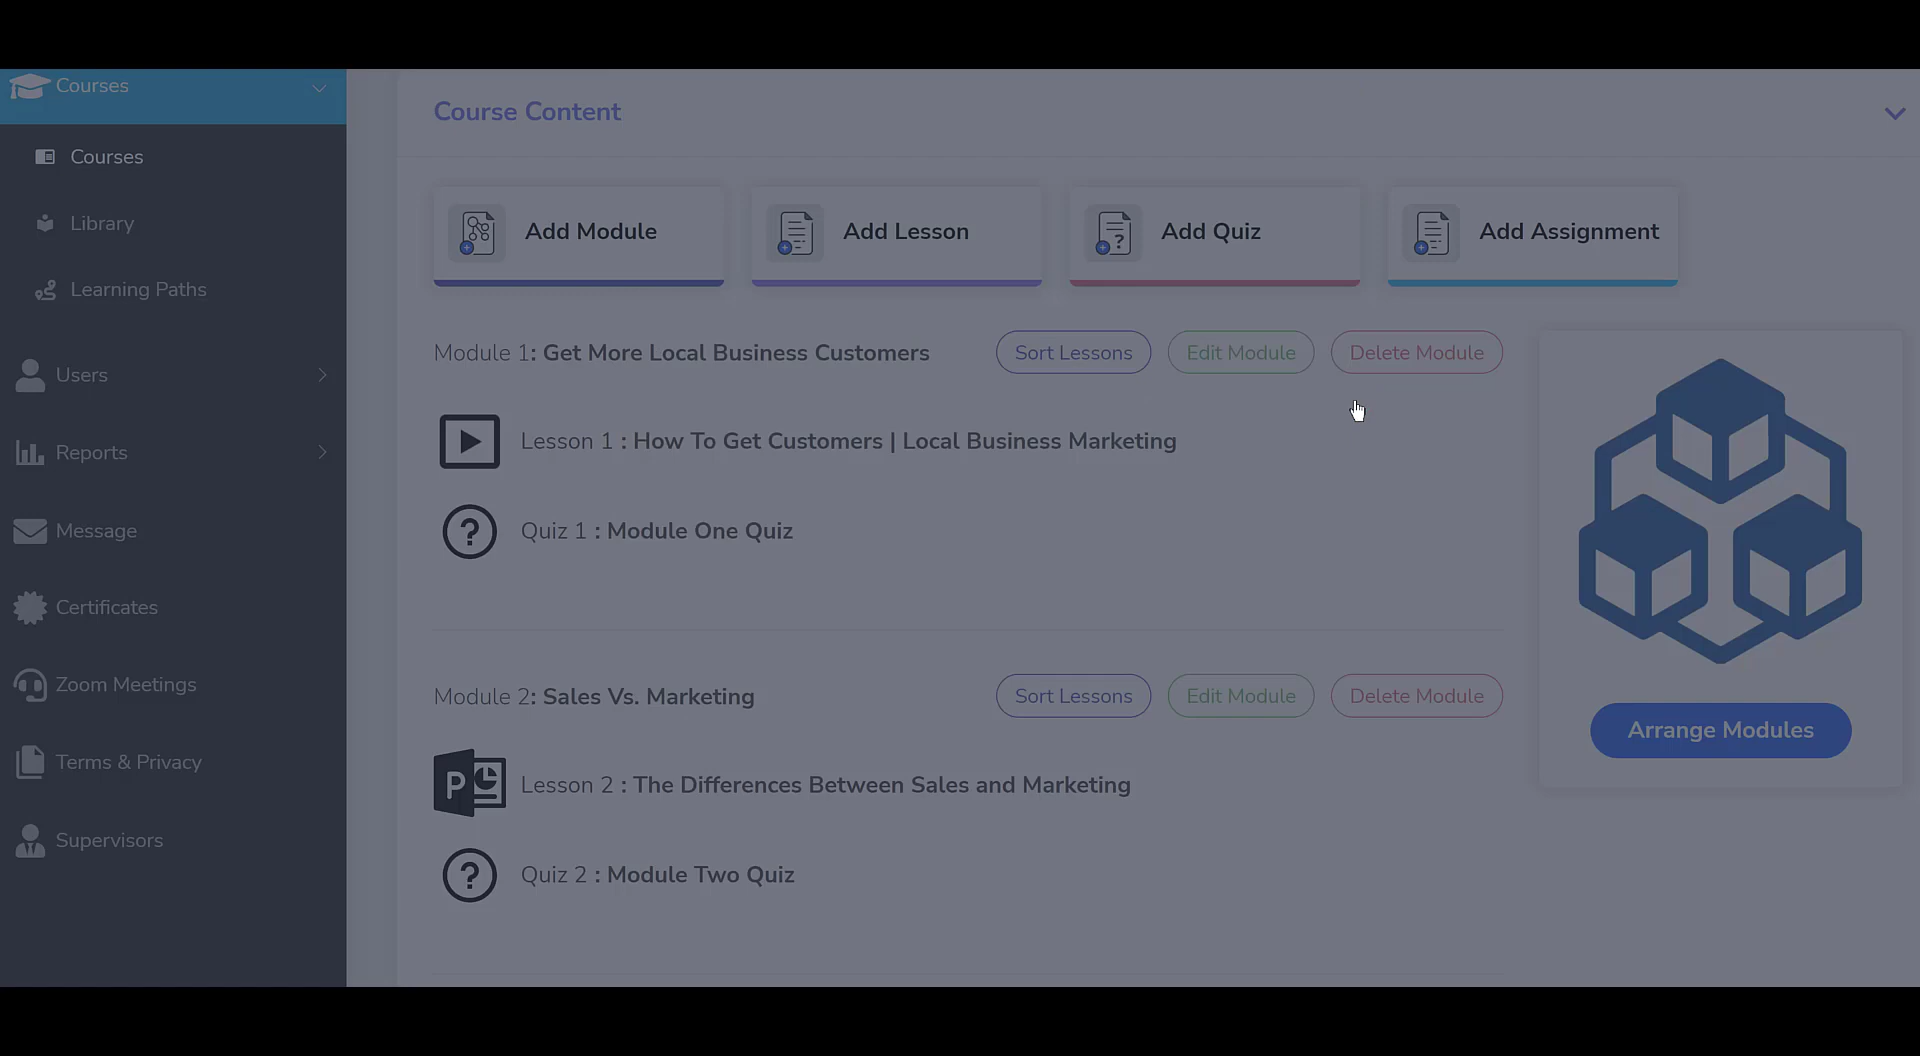 Courses
Courses
Library
Learning Paths
Users
Reports
Message
Certificates
Zoom Meetings
Terms & Privacy
Supervisors
Course Content
Add Module
Add Lesson
Add Quiz
Add Assignment
Module 1: Get More Local Business Customers
Sort Lessons
Edit Module
Delete Module
Lesson 1 : How To Get Customers | Local Business Marketing
Quiz 1 : Module One Quiz
Module 2: Sales Vs. Marketing
Sort Lessons
Edit Module
Delete Module
Lesson 2 : The Differences Between Sales and Marketing
Quiz 2 : Module Two Quiz
Arrange Modules